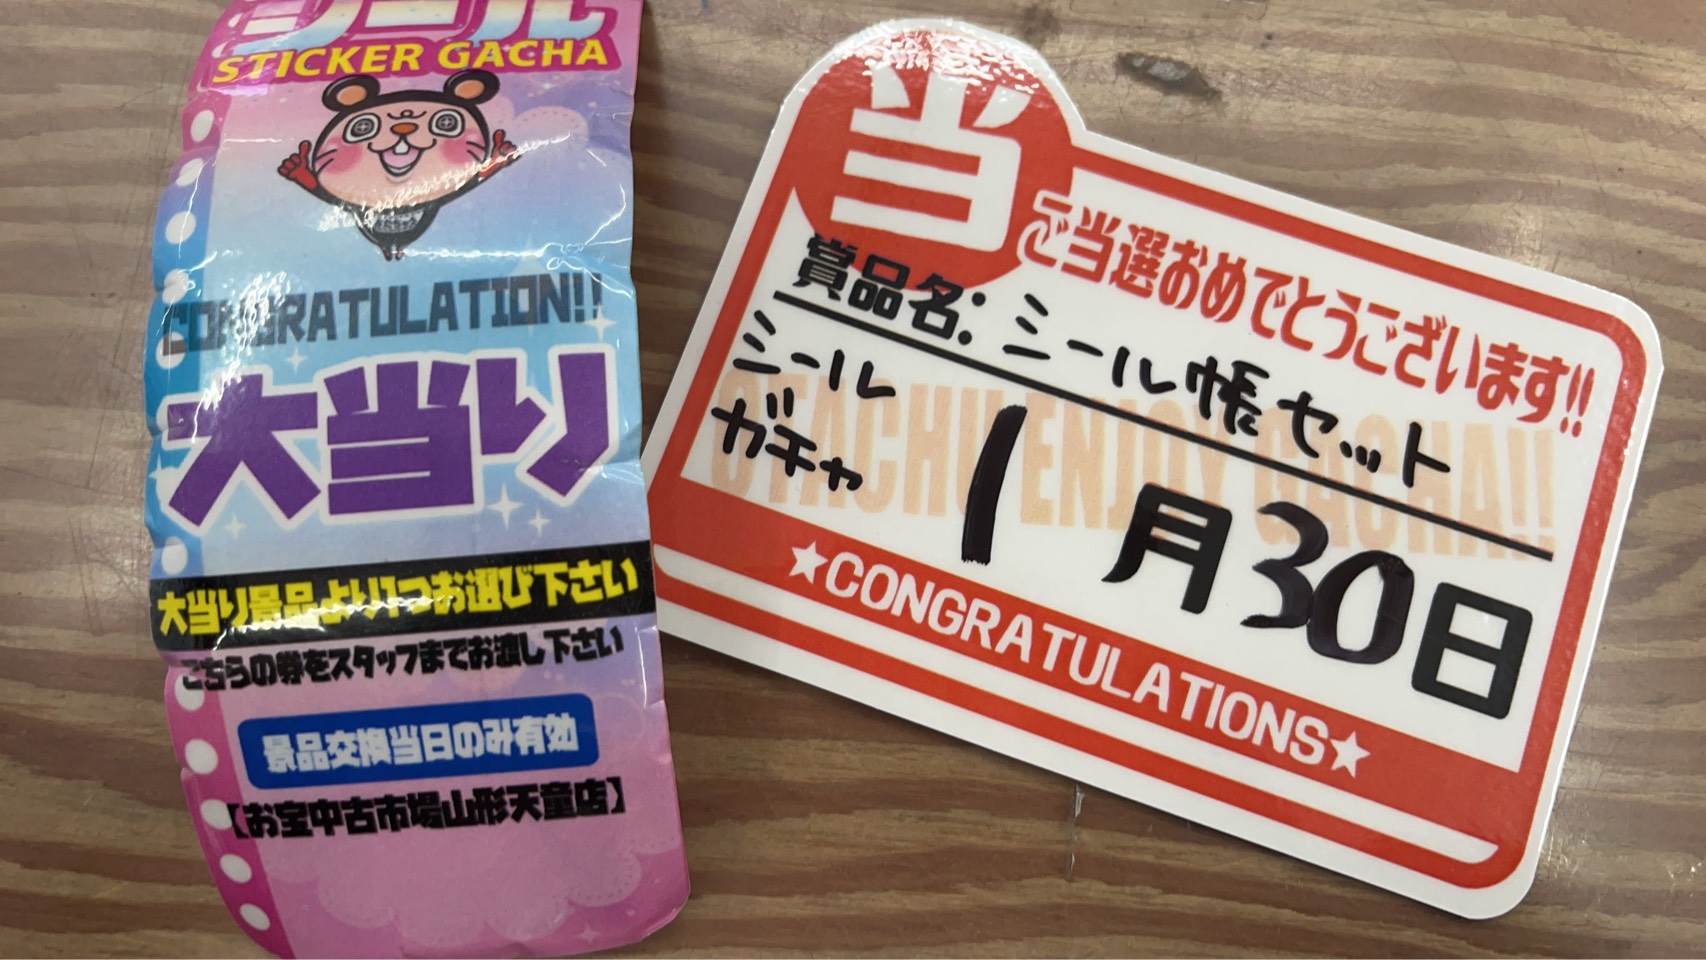 シール
STICKER GACHA
CONGRATULATION!!
大当り
大当り景品より1つお選び下さい
こちらの券をスタッフまでお渡し下さい
景品交換当日のみ有効
【お宝中古市場山形天童店】
当
ご当選おめでとうございます!!
賞品名:シール帳セット
シール
ガチャ
OTACHU ENJOY GACHA!!
1月30日
★CONGRATULATIONS★